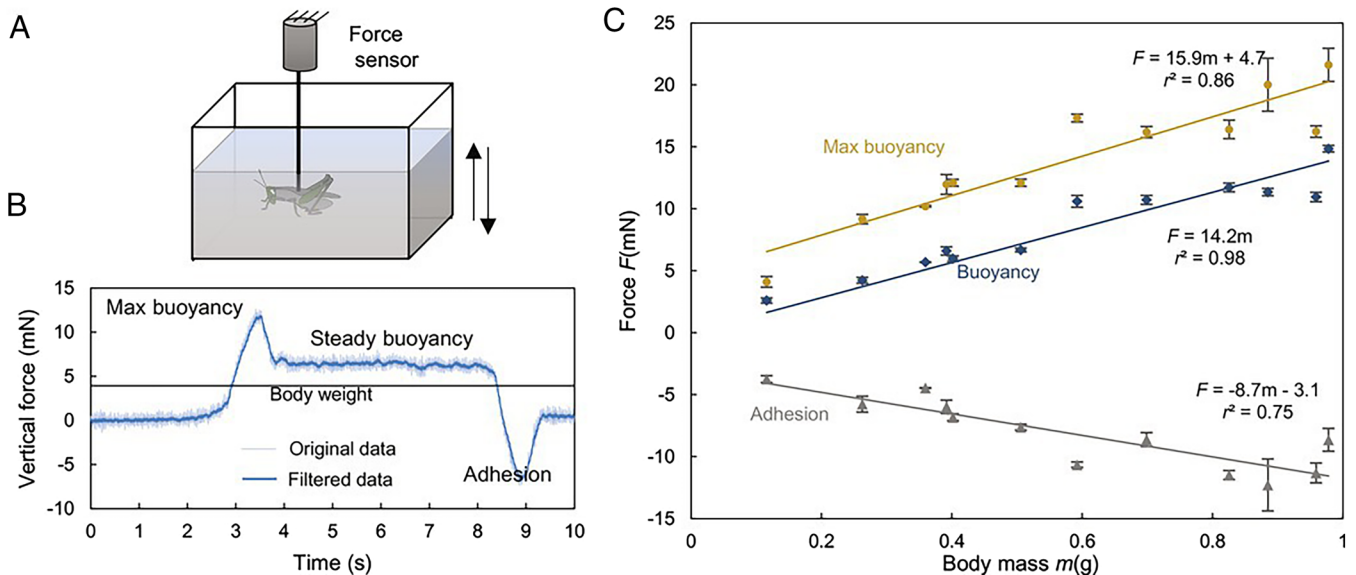 A
Force
sensor
B
Vertical force (mN)
15
10
5
0
-5
-10
Max buoyancy
Steady buoyancy
Body weight
Original data
Filtered data
Adhesion
0 1 2 3 4 5 6 7 8 9 10
Time (s)
C
Force F(mN)
25
20
15
10
5
0
-5
-10
-15
F = 15.9m + 4.7
r² = 0.86
Max buoyancy
F = 14.2m
r² = 0.98
Buoyancy
F = -8.7m - 3.1
r² = 0.75
Adhesion
0 0.2 0.4 0.6 0.8 1
Body mass m(g)